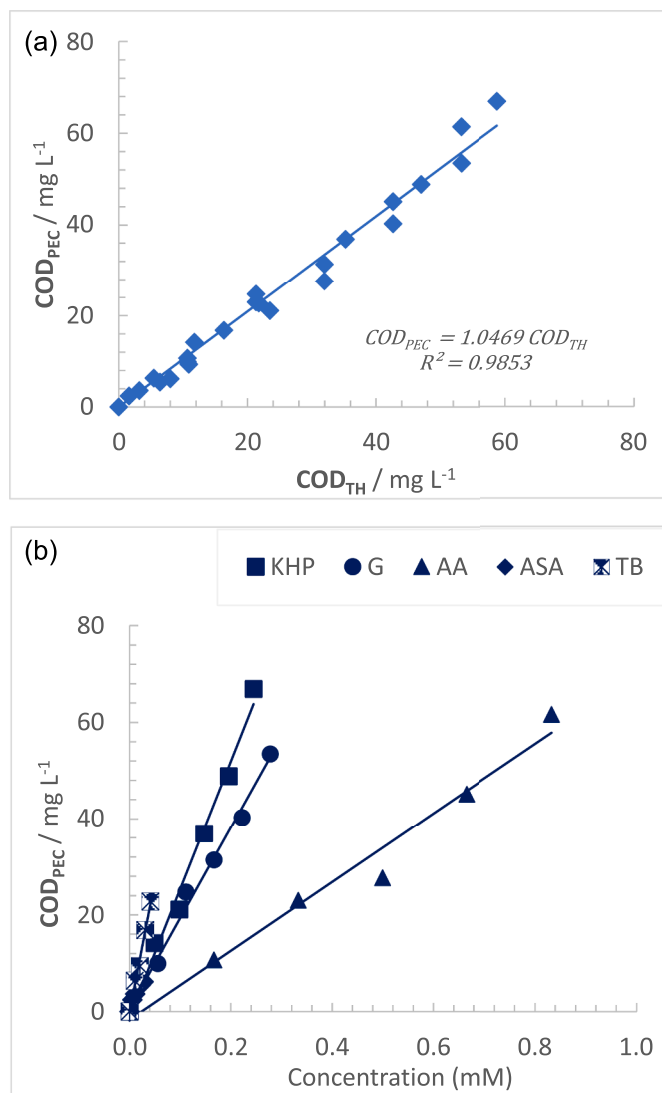 (a)
80
60
40
20
0
COD_PEC / mg L⁻¹
COD_PEC = 1.0469 COD_TH
R² = 0.9853
0 20 40 60 80
COD_TH / mg L⁻¹
(b)
KHP G AA ASA TB
80
60
40
20
0
COD_PEC / mg L⁻¹
0.0 0.2 0.4 0.6 0.8 1.0
Concentration (mM)